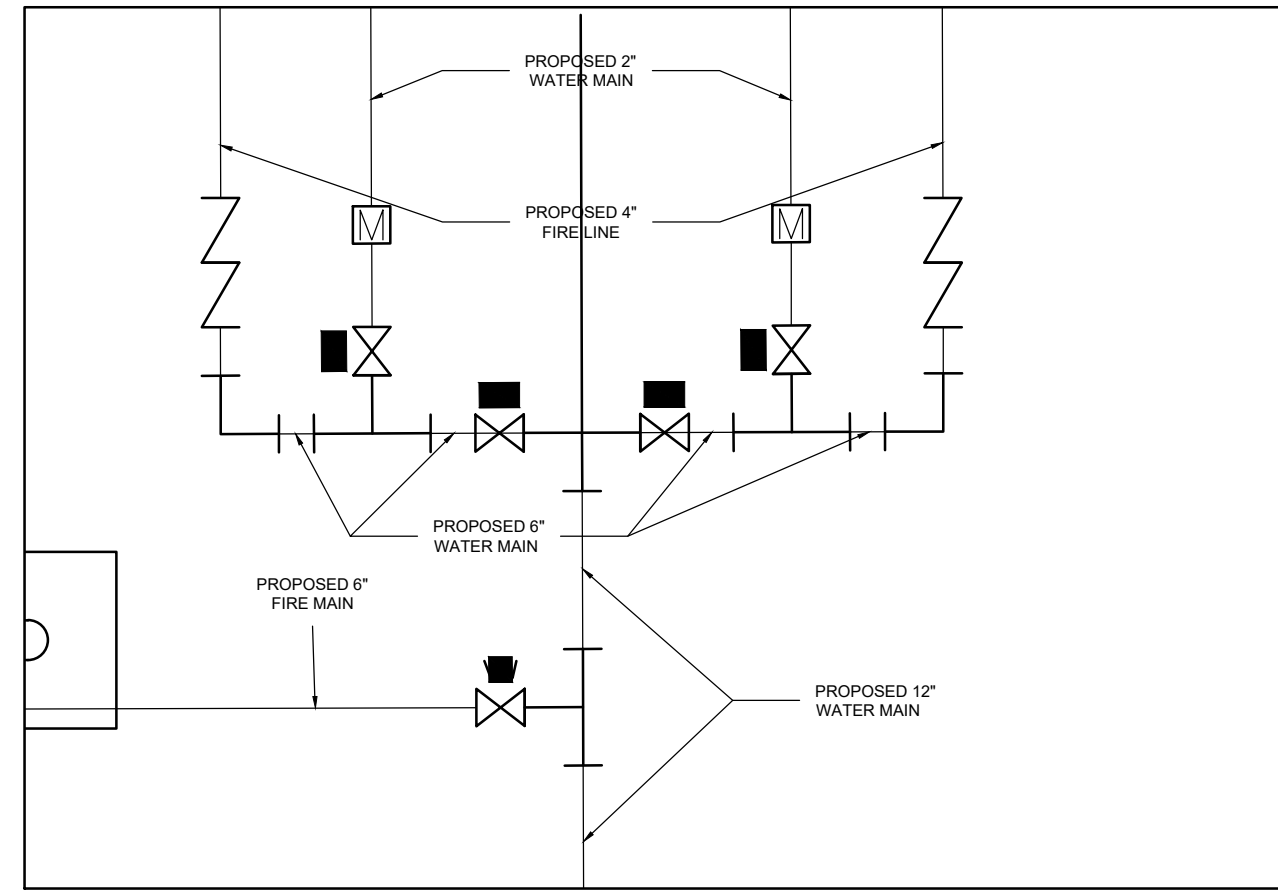 PROPOSED 2"
WATER MAIN
PROPOSED 4"
FIRE LINE
M
M
PROPOSED 6"
WATER MAIN
PROPOSED 6"
FIRE MAIN
PROPOSED 12"
WATER MAIN